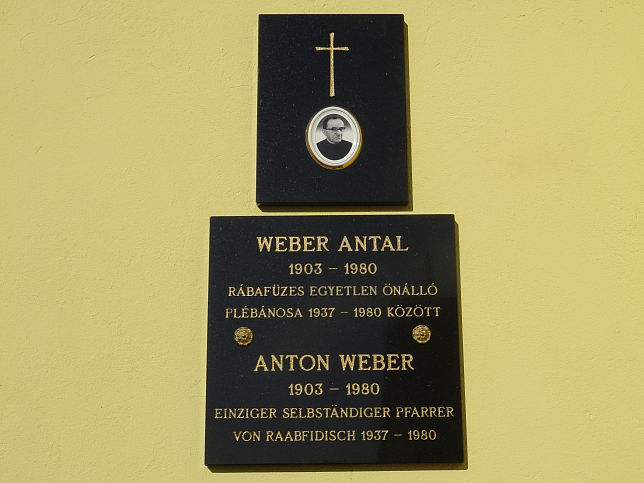 WEBER ANTAL
1903 – 1980
RÁBAFÜZES EGYETLEN ÖNÁLLÓ
PLÉBÁNOSA 1937 – 1980 KÖZÖTT
ANTON WEBER
1903 – 1980
EINZIGER SELBSTÄNDIGER PFARRER
VON RAABFIDISCH 1937 – 1980